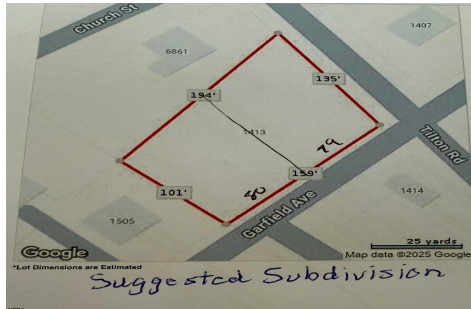 Church St
1407
6861
135'
194'
1413
79
Tilton Rd
159'
101'
80
1414
Garfield Ave
1505
25 yards
Google
Map data ©2025 Google
*Lot Dimensions are Estimated
Suggested Subdivision